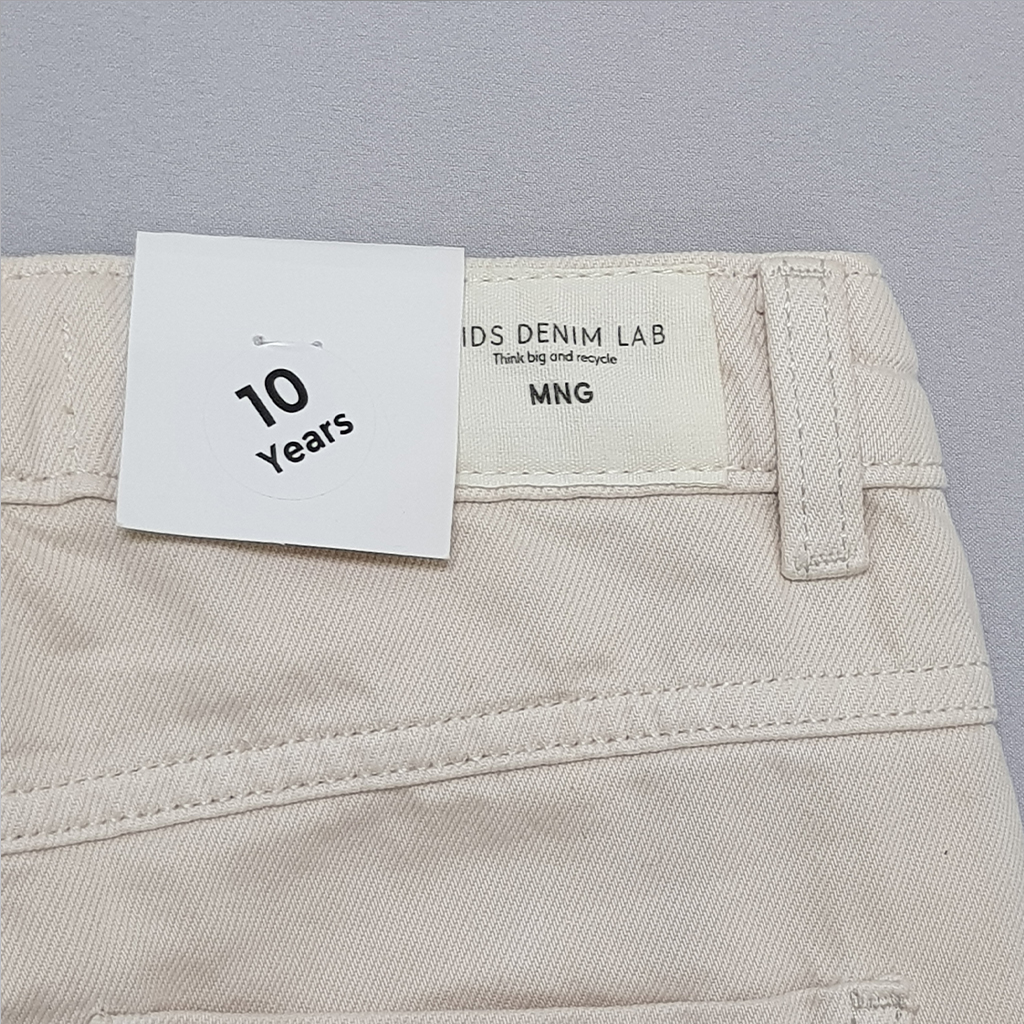 10
Years
IDS DENIM LAB
Think big and recycle
MNG